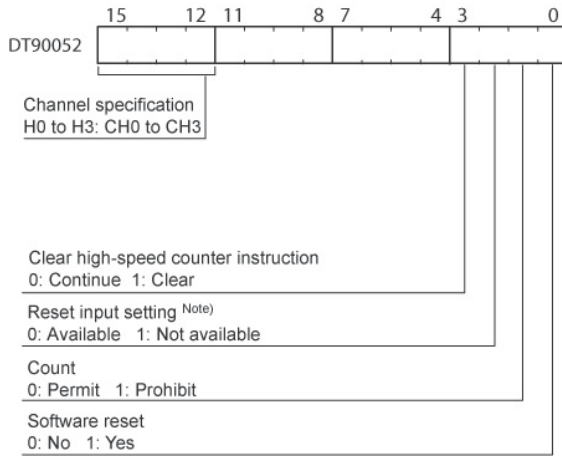 15 12 11 8 7 4 3 0
DT90052
Channel specification
H0 to H3: CH0 to CH3
Clear high-speed counter instruction
0: Continue 1: Clear
Reset input setting Note)
0: Available 1: Not available
Count
0: Permit 1: Prohibit
Software reset
0: No 1: Yes